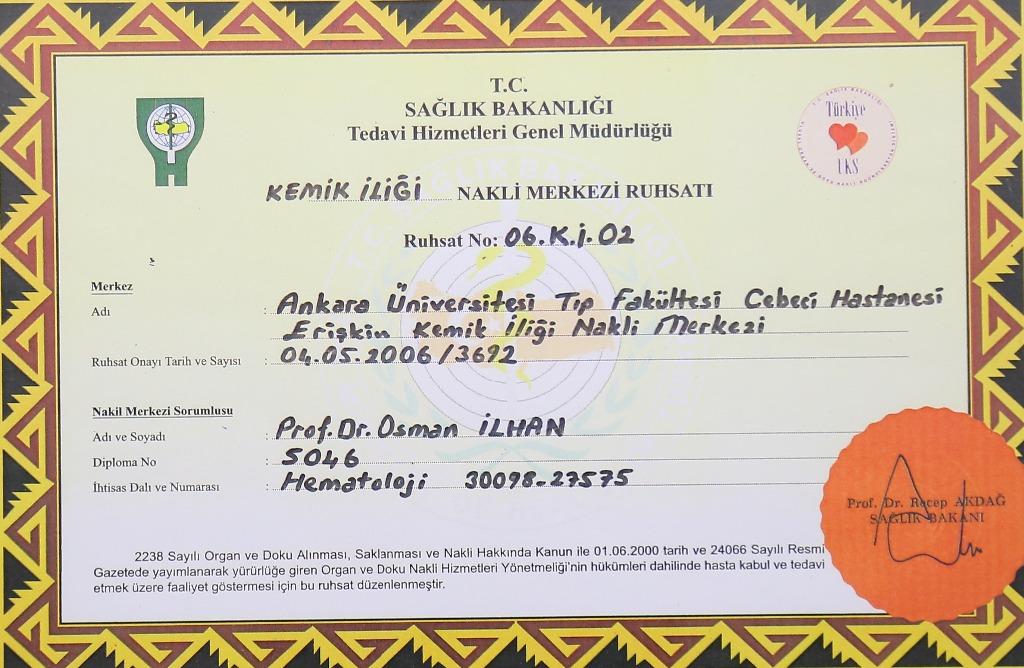 T.C.
SAĞLIK BAKANLIĞI
Tedavi Hizmetleri Genel Müdürlüğü
Türkiye
UKS
KEMİK İLİĞİ NAKLİ MERKEZİ RUHSATI
Ruhsat No: 06.K.İ.02
Merkez
Adı : Ankara Üniversitesi Tıp Fakültesi Cebeci Hastanesi
Erişkin Kemik İliği Nakli Merkezi
Ruhsat Onayı Tarih ve Sayısı : 04.05.2006/3692
Nakil Merkezi Sorumlusu
Adı ve Soyadı : Prof.Dr.Osman İLHAN
Diploma No : 5046
İhtisas Dalı ve Numarası : Hematoloji 30098-27575
Prof. Dr. Recep AKDAĞ
SAĞLIK BAKANI
2238 Sayılı Organ ve Doku Alınması, Saklanması ve Nakli Hakkında Kanun ile 01.06.2000 tarih ve 24066 Sayılı Resmi
Gazetede yayımlanarak yürürlüğe giren Organ ve Doku Nakli Hizmetleri Yönetmeliği'nin hükümleri dahilinde hasta kabul ve tedavi
etmek üzere faaliyet göstermesi için bu ruhsat düzenlenmiştir.